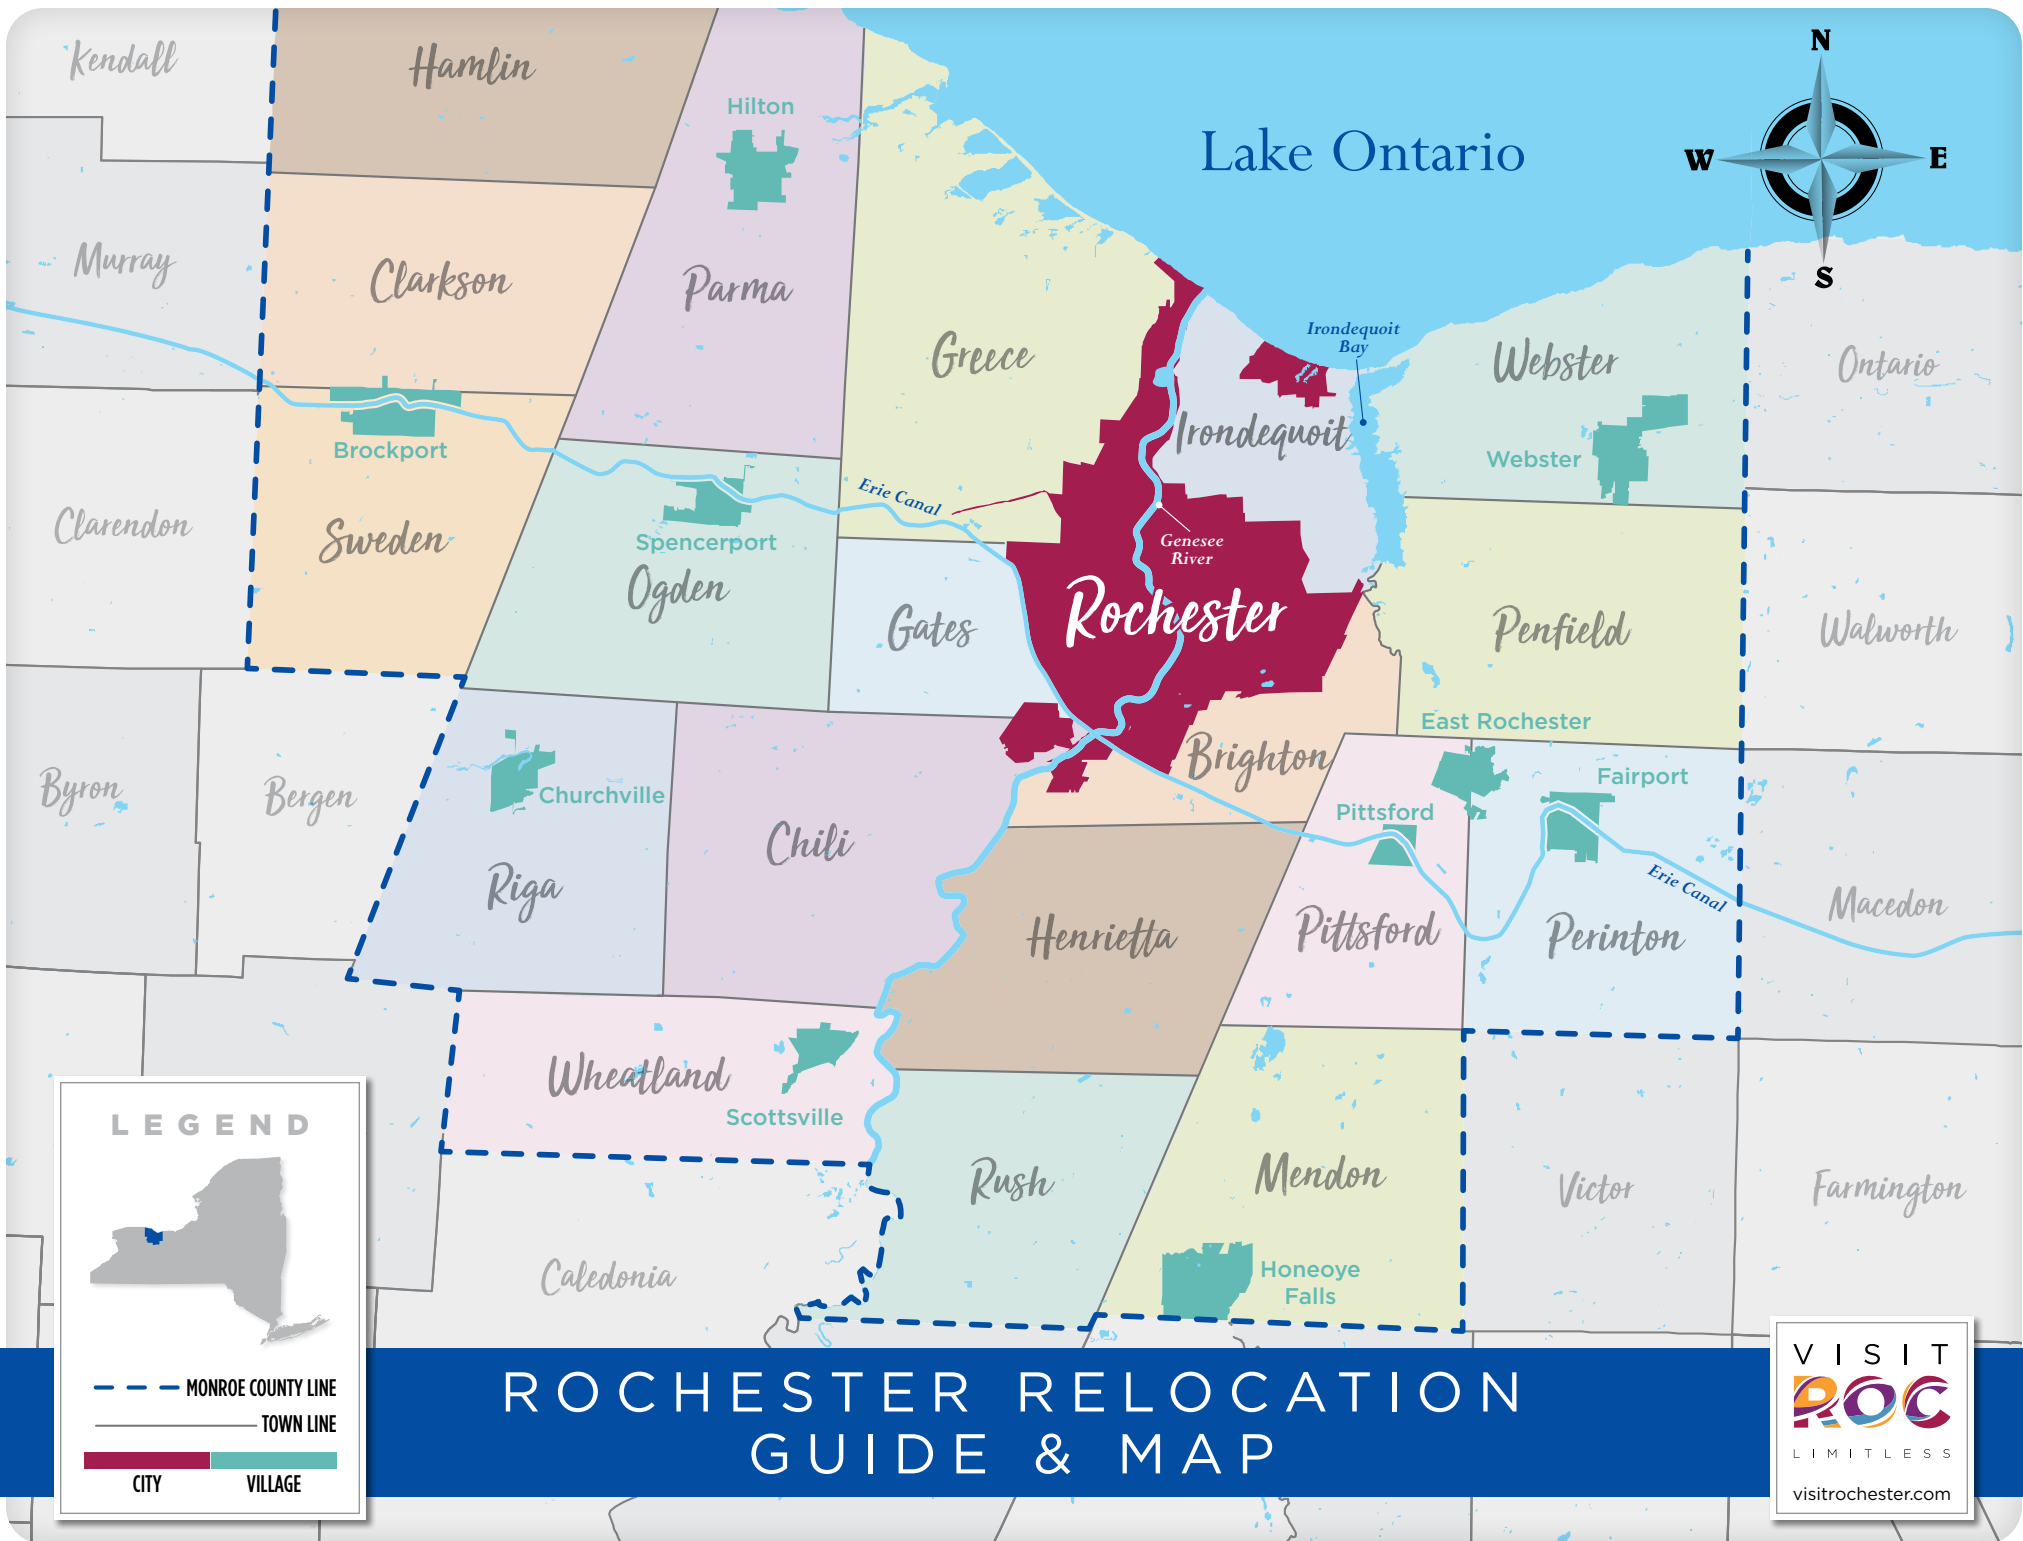 Kendall
Hamlin
Hilton
Lake Ontario
N
W
E
S
Murray
Clarkson
Parma
Greece
Irondequoit
Bay
Webster
Ontario
Brockport
Irondequoit
Webster
Clarendon
Sweden
Spencerport
Ogden
Erie Canal
Genesee
River
Gates
Rochester
Penfield
Walworth
East Rochester
Byron
Bergen
Churchville
Brighton
Fairport
Pittsford
Chili
Riga
Henrietta
Pittsford
Perinton
Erie Canal
Macedon
Wheatland
Scottsville
Rush
Mendon
Victor
Farmington
Caledonia
Honeoye
Falls
LEGEND
MONROE COUNTY LINE
TOWN LINE
CITY
VILLAGE
ROCHESTER RELOCATION
GUIDE & MAP
VISIT
ROC
LIMITLESS
visitrochester.com